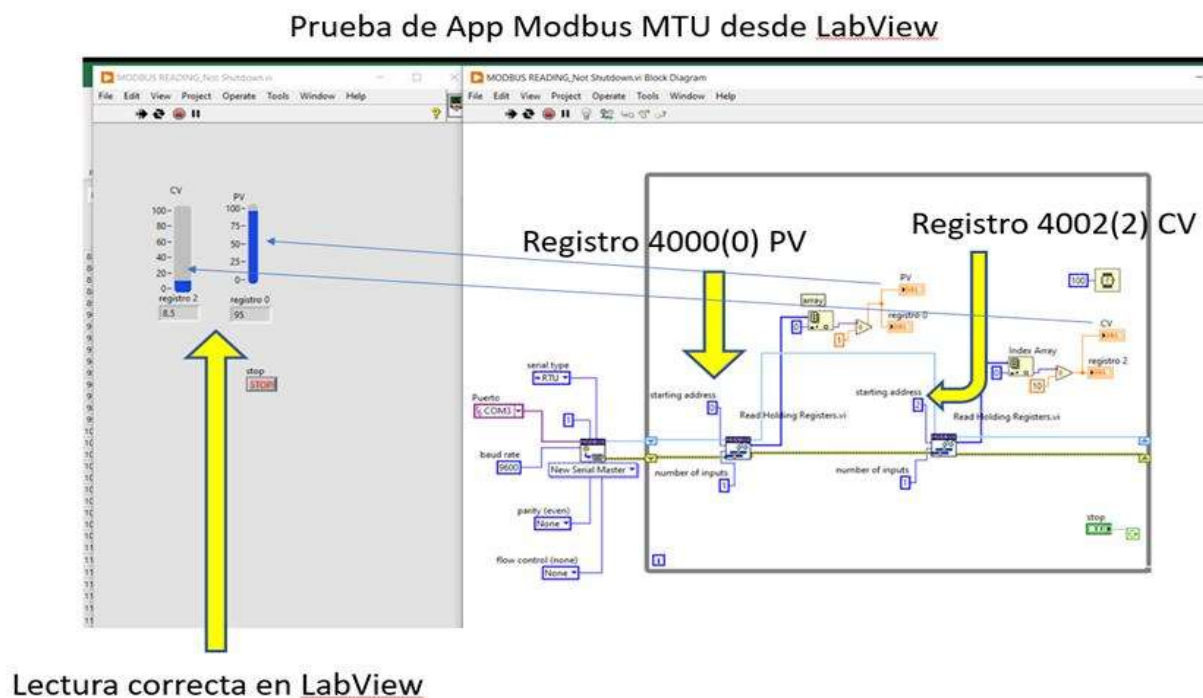 Prueba de App Modbus MTU desde LabView
MODBUS READING_Not Shutdown.vi
File Edit View Project Operate Tools Window Help
CV
100
80
60
40
20
0
registro 2
8.5
PV
100
75
50
25
0
registro 0
95
stop
STOP
MODBUS READING_Not Shutdown.vi Block Diagram
File Edit View Project Operate Tools Window Help
Registro 4000(0) PV
Registro 4002(2) CV
PV
array
0
registro 0
1
100
CV
Index Array
0
registro 2
10
serial type
RTU
Puerto
COM3
1
baud rate
9600
New Serial Master
parity (even)
None
flow control (none)
None
starting address
0
Read Holding Registers.vi
number of inputs
1
starting address
2
Read Holding Registers.vi
number of inputs
1
stop
i
Lectura correcta en LabView